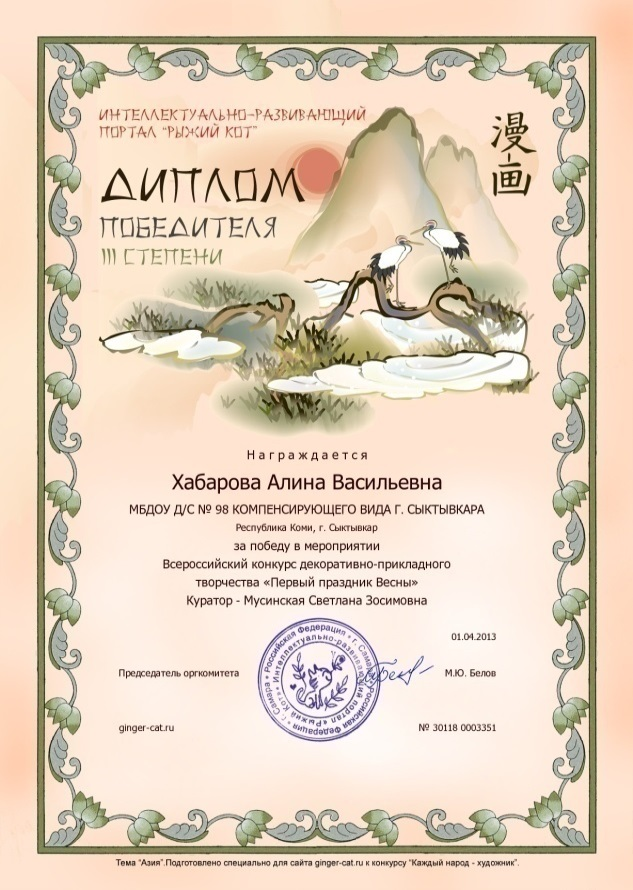 ИНТЕЛЛЕКТУАЛЬНО-РАЗВИВАЮЩИЙ
ПОРТАЛ "РЫЖИЙ КОТ"
漫画
ДИПЛОМ
ПОБЕДИТЕЛЯ
III СТЕПЕНИ
Награждается
Хабарова Алина Васильевна
МБДОУ Д/С № 98 КОМПЕНСИРУЮЩЕГО ВИДА Г. СЫКТЫВКАРА
Республика Коми, г. Сыктывкар
за победу в мероприятии
Всероссийский конкурс декоративно-прикладного
творчества «Первый праздник Весны»
Куратор - Мусинская Светлана Зосимовна
01.04.2013
Председатель оргкомитета
М.Ю. Белов
Российская Федерация • г. Самара • Российская Федерация • г. Самара •
Интеллектуально-развивающий портал «Рыжий Кот» •
ginger-cat.ru
№ 30118 0003351
Тема "Азия".Подготовлено специально для сайта ginger-cat.ru к конкурсу "Каждый народ - художник".